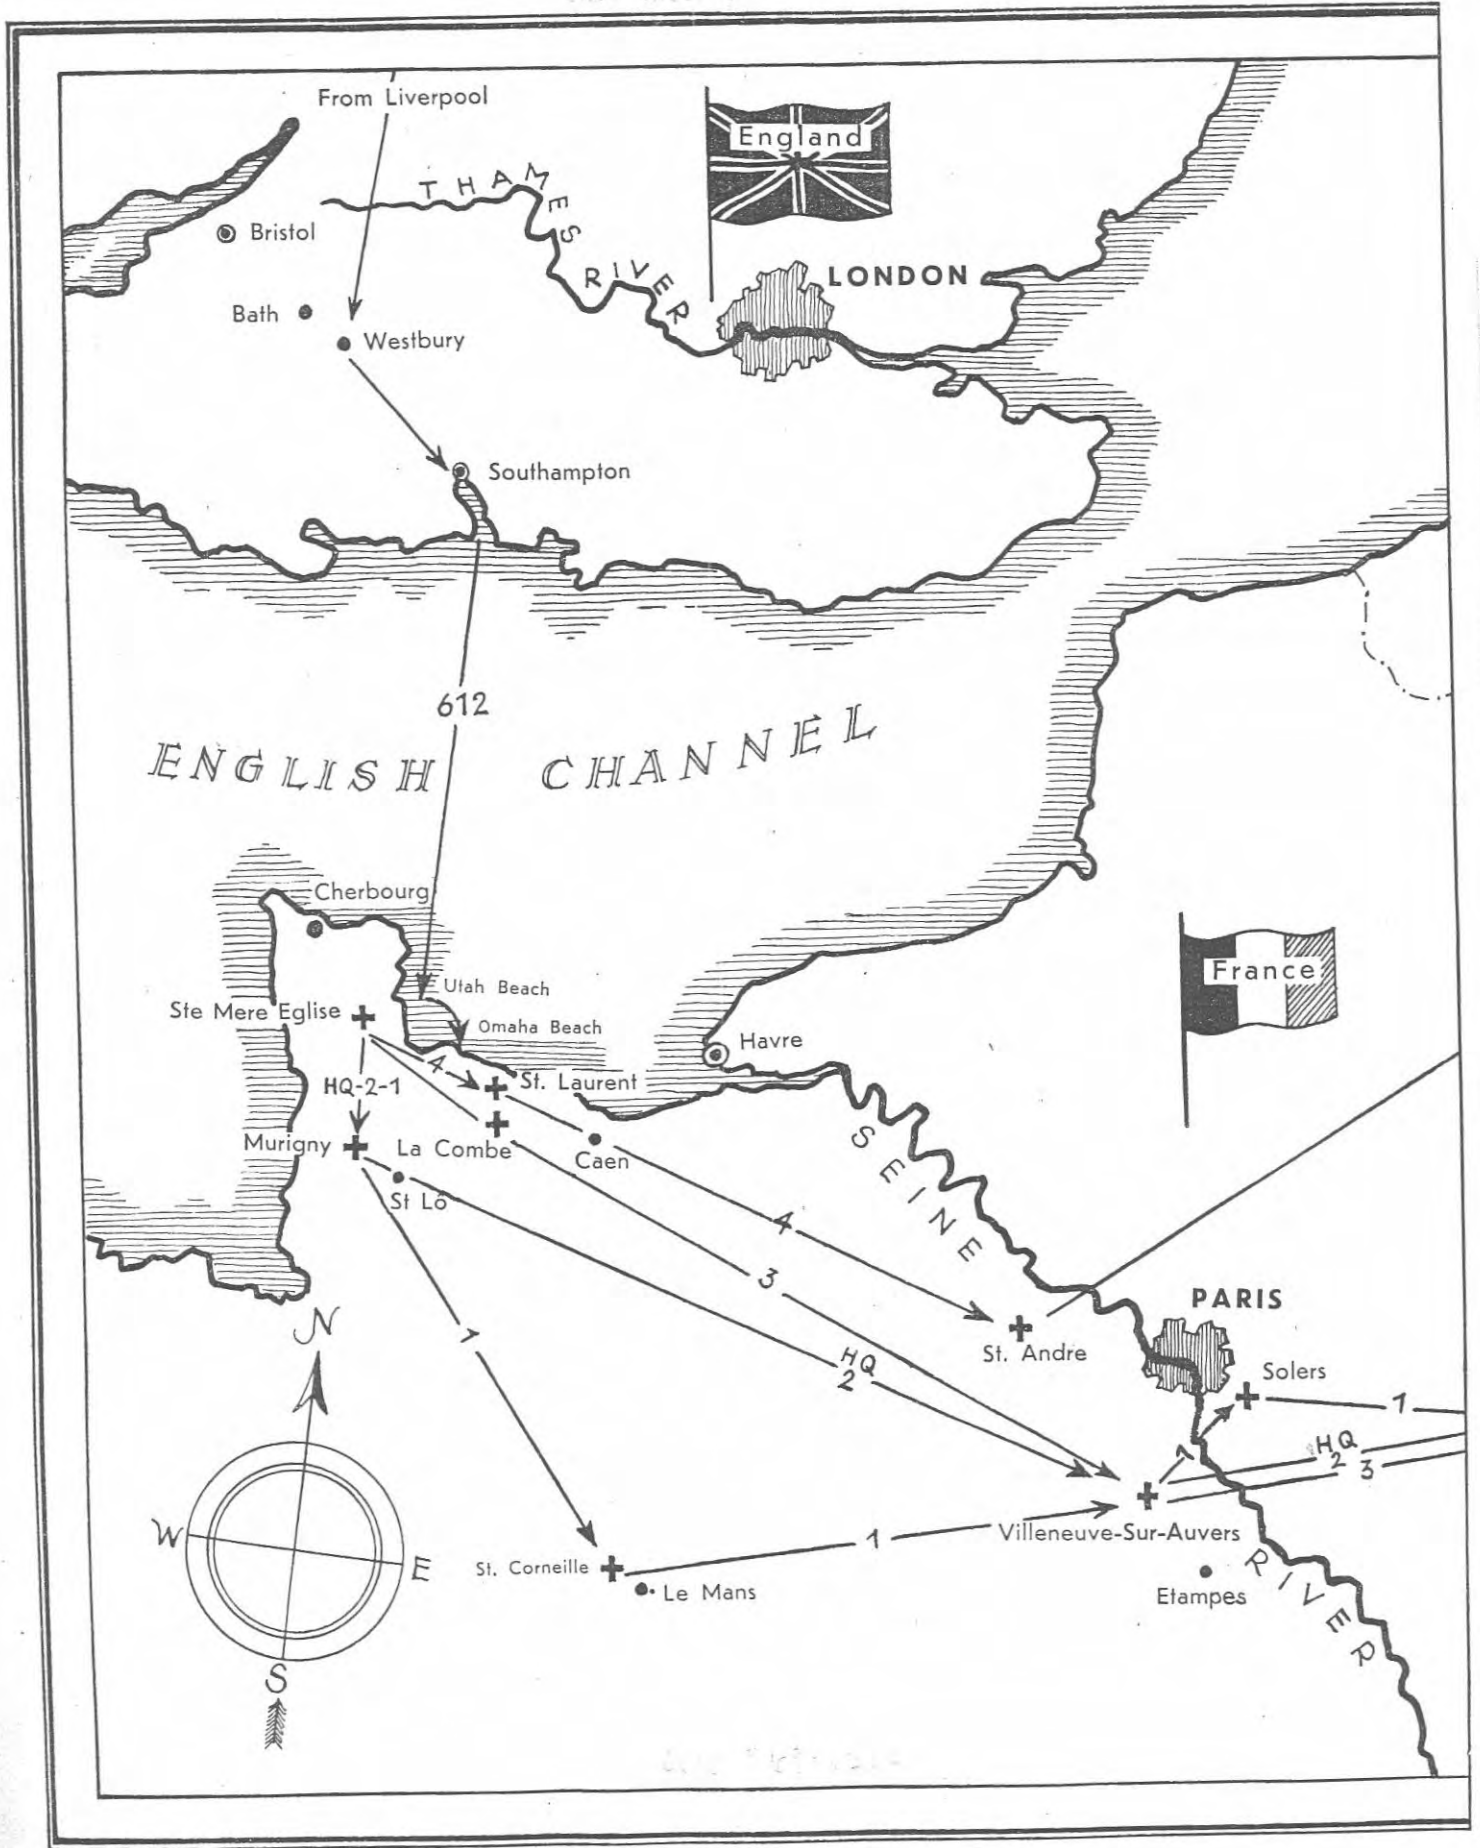 From Liverpool
England
THAMES RIVER
Bristol
LONDON
Bath
Westbury
Southampton
612
ENGLISH CHANNEL
Cherbourg
France
Utah Beach
Ste Mere Eglise
Omaha Beach
Havre
4
St. Laurent
HQ-2-1
Murigny
La Combe
Caen
St Lô
SEINE
4
3
PARIS
1
St. Andre
HQ
2
Solers
1
N
HQ
2
3
1
W
E
S
1
Villeneuve-Sur-Auvers
St. Corneille
Le Mans
Etampes
RIVER